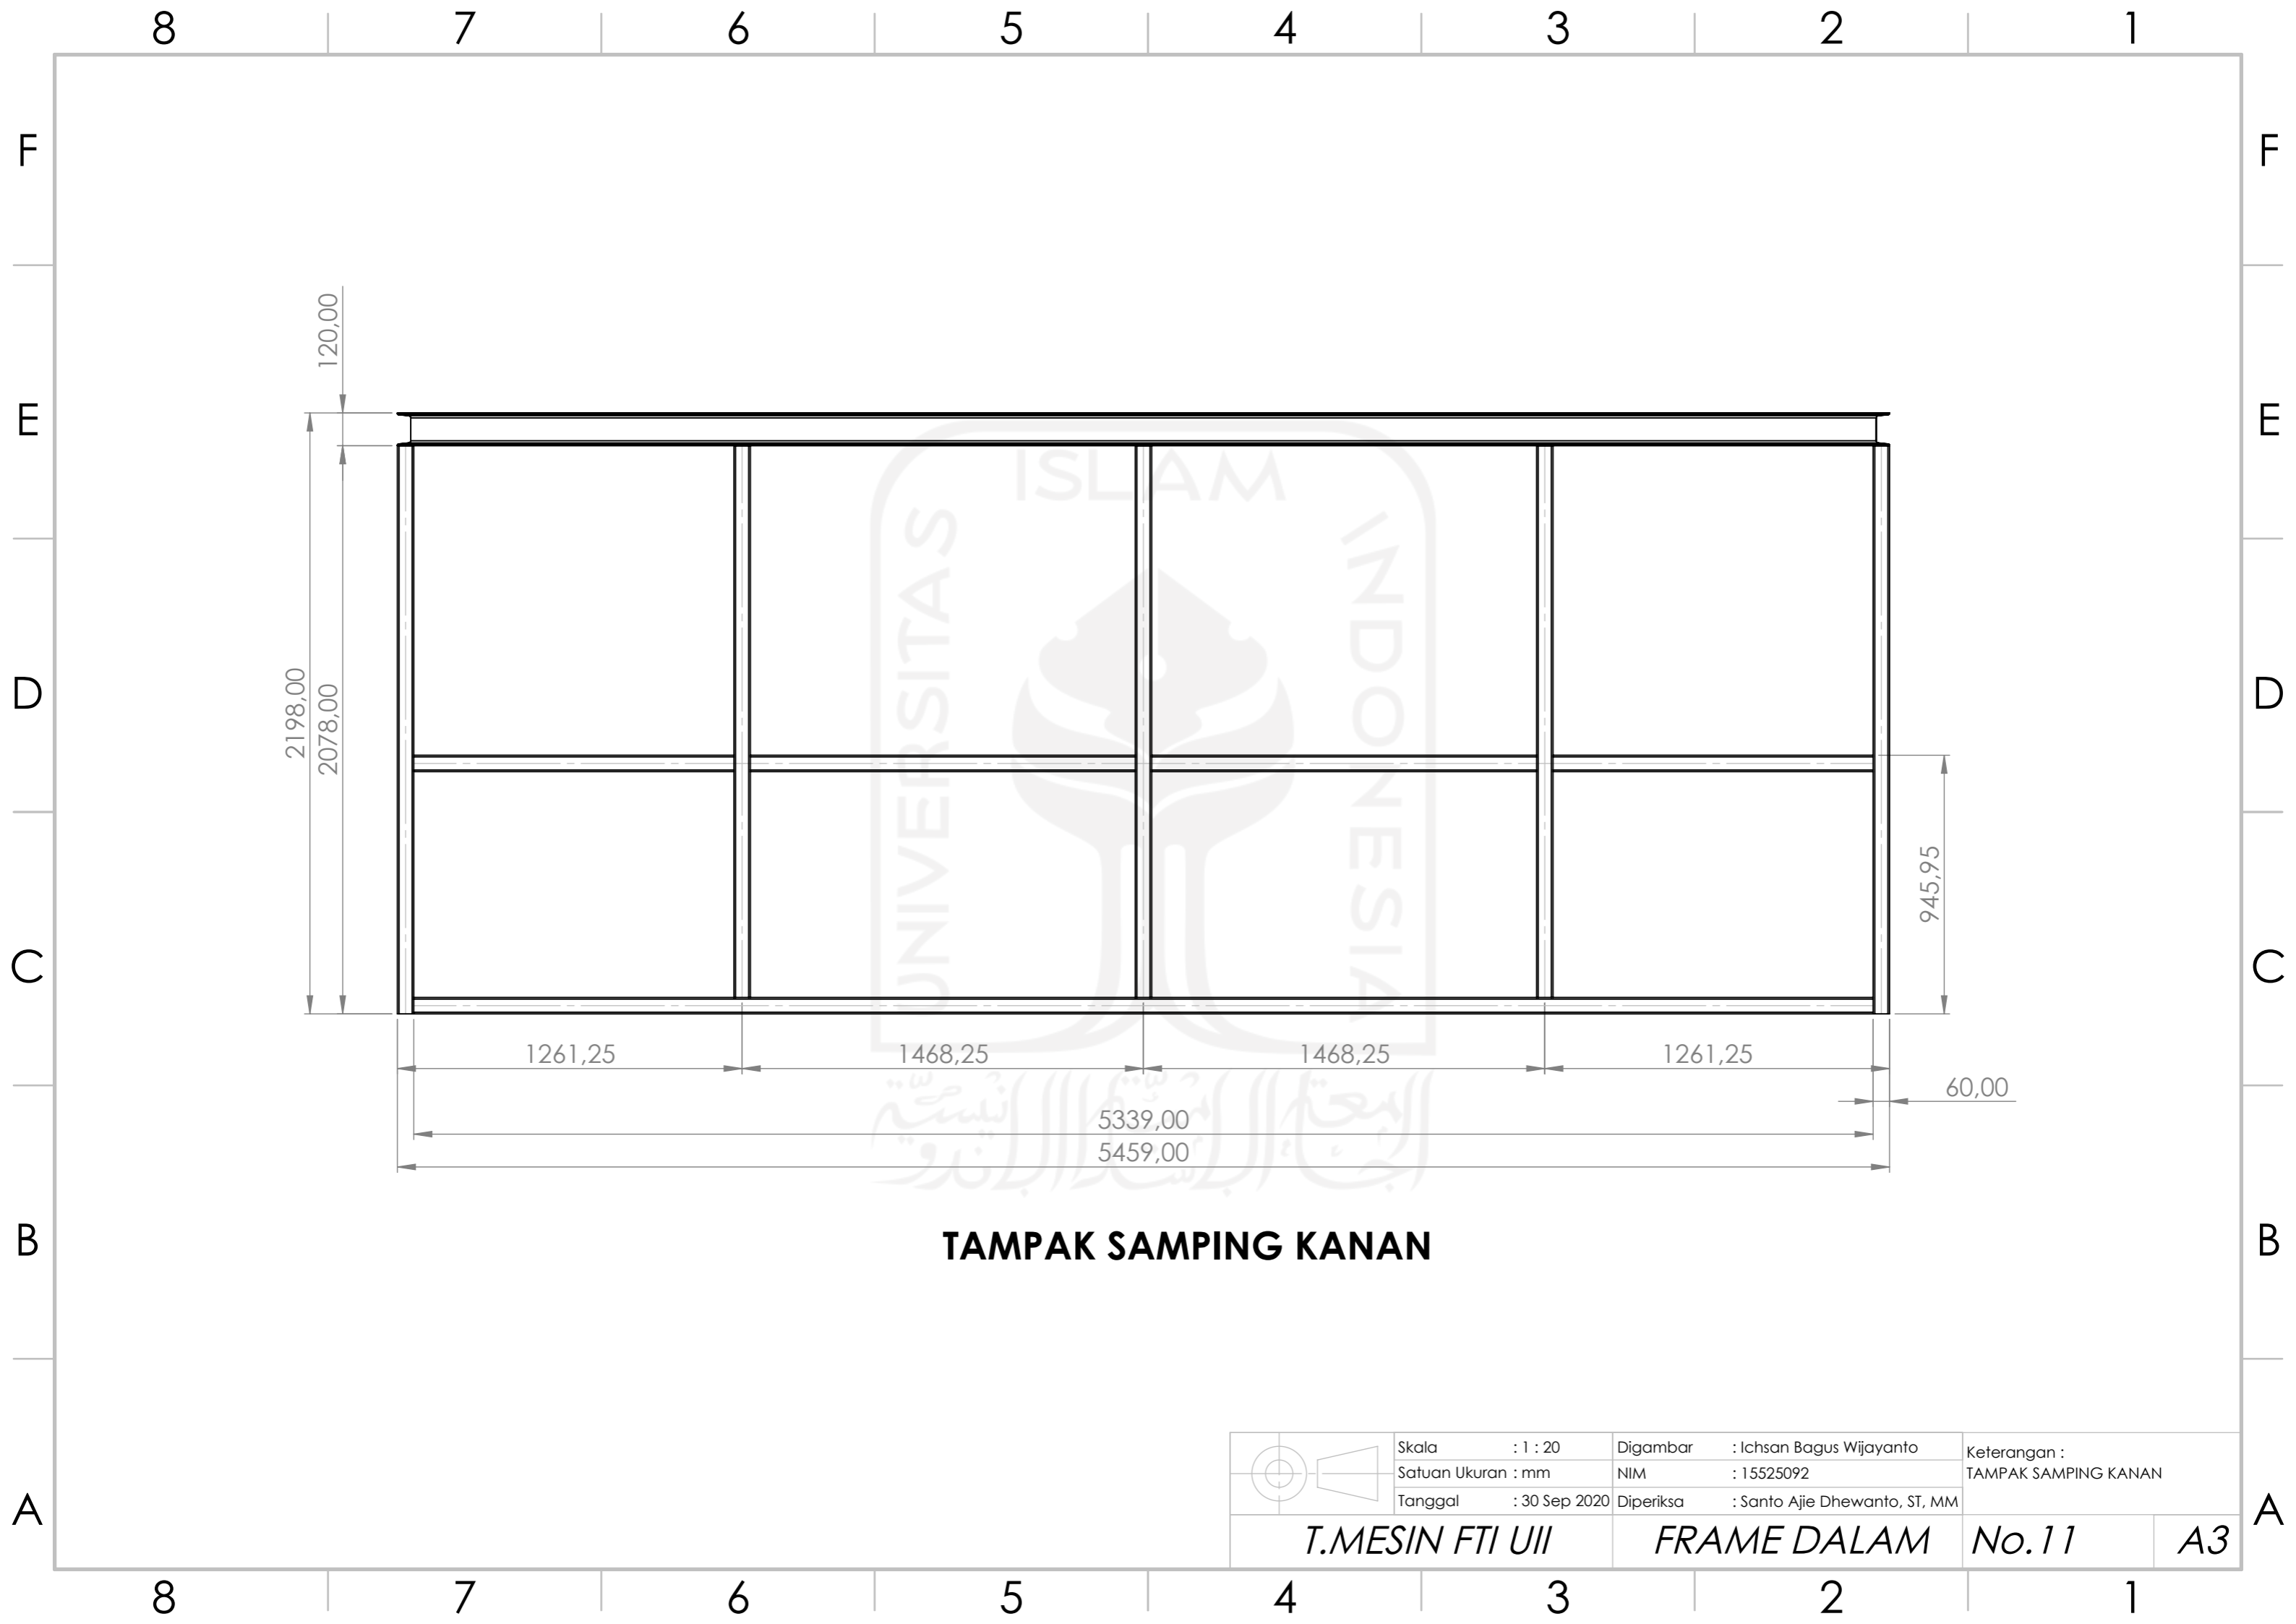 8 7 6 5 4 3 2 1
F F
E E
D D
C C
B B
A A
120,00
2198,00
2078,00
945,95
1261,25 1468,25 1468,25 1261,25
60,00
5339,00
5459,00
UNIVERSITAS
ISLAM
INDONESIA
TAMPAK SAMPING KANAN
Skala : 1 : 20
Satuan Ukuran : mm
Tanggal : 30 Sep 2020
Digambar : Ichsan Bagus Wijayanto
NIM : 15525092
Diperiksa : Santo Ajie Dhewanto, ST, MM
Keterangan :
TAMPAK SAMPING KANAN
T.MESIN FTI UII FRAME DALAM No.11 A3
8 7 6 5 4 3 2 1